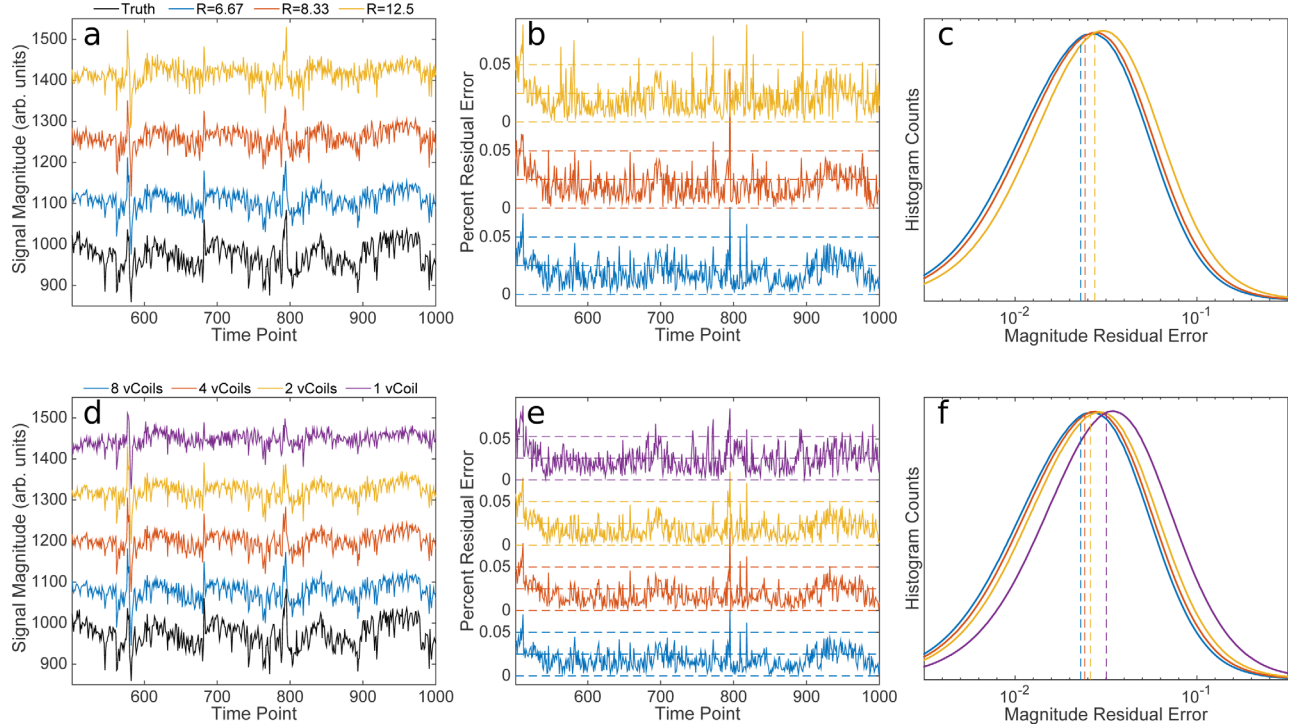 Truth R=6.67 R=8.33 R=12.5
a
1500
1400
1300
1200
1100
1000
900
Signal Magnitude (arb. units)
600 700 800 900 1000
Time Point
b
0.05
0
0.05
0
0.05
0
Percent Residual Error
600 700 800 900 1000
Time Point
c
Histogram Counts
10-2 10-1
Magnitude Residual Error
8 vCoils 4 vCoils 2 vCoils 1 vCoil
d
1500
1400
1300
1200
1100
1000
900
Signal Magnitude (arb. units)
600 700 800 900 1000
Time Point
e
0.05
0
0.05
0
0.05
0
0.05
0
Percent Residual Error
600 700 800 900 1000
Time Point
f
Histogram Counts
10-2 10-1
Magnitude Residual Error